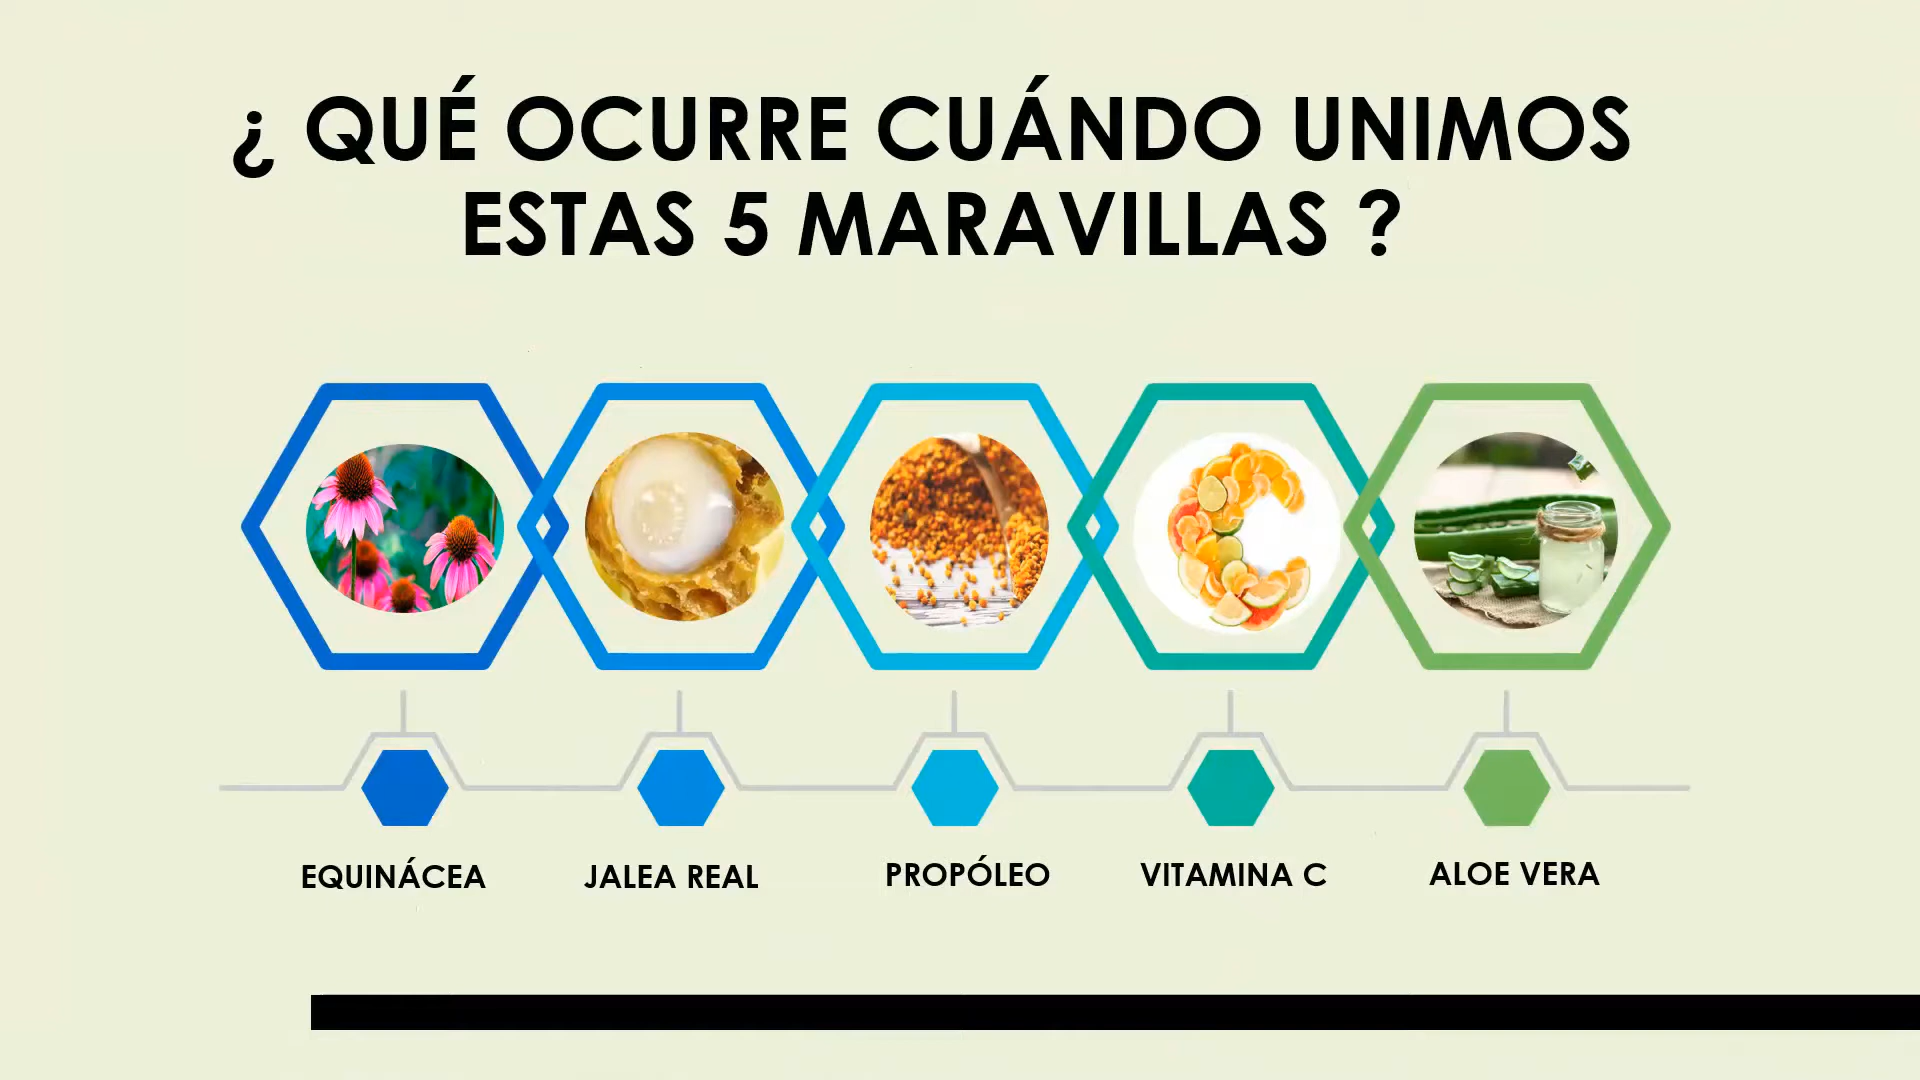 ¿ QUÉ OCURRE CUÁNDO UNIMOS
ESTAS 5 MARAVILLAS ?
EQUINÁCEA
JALEA REAL
PROPÓLEO
VITAMINA C
ALOE VERA